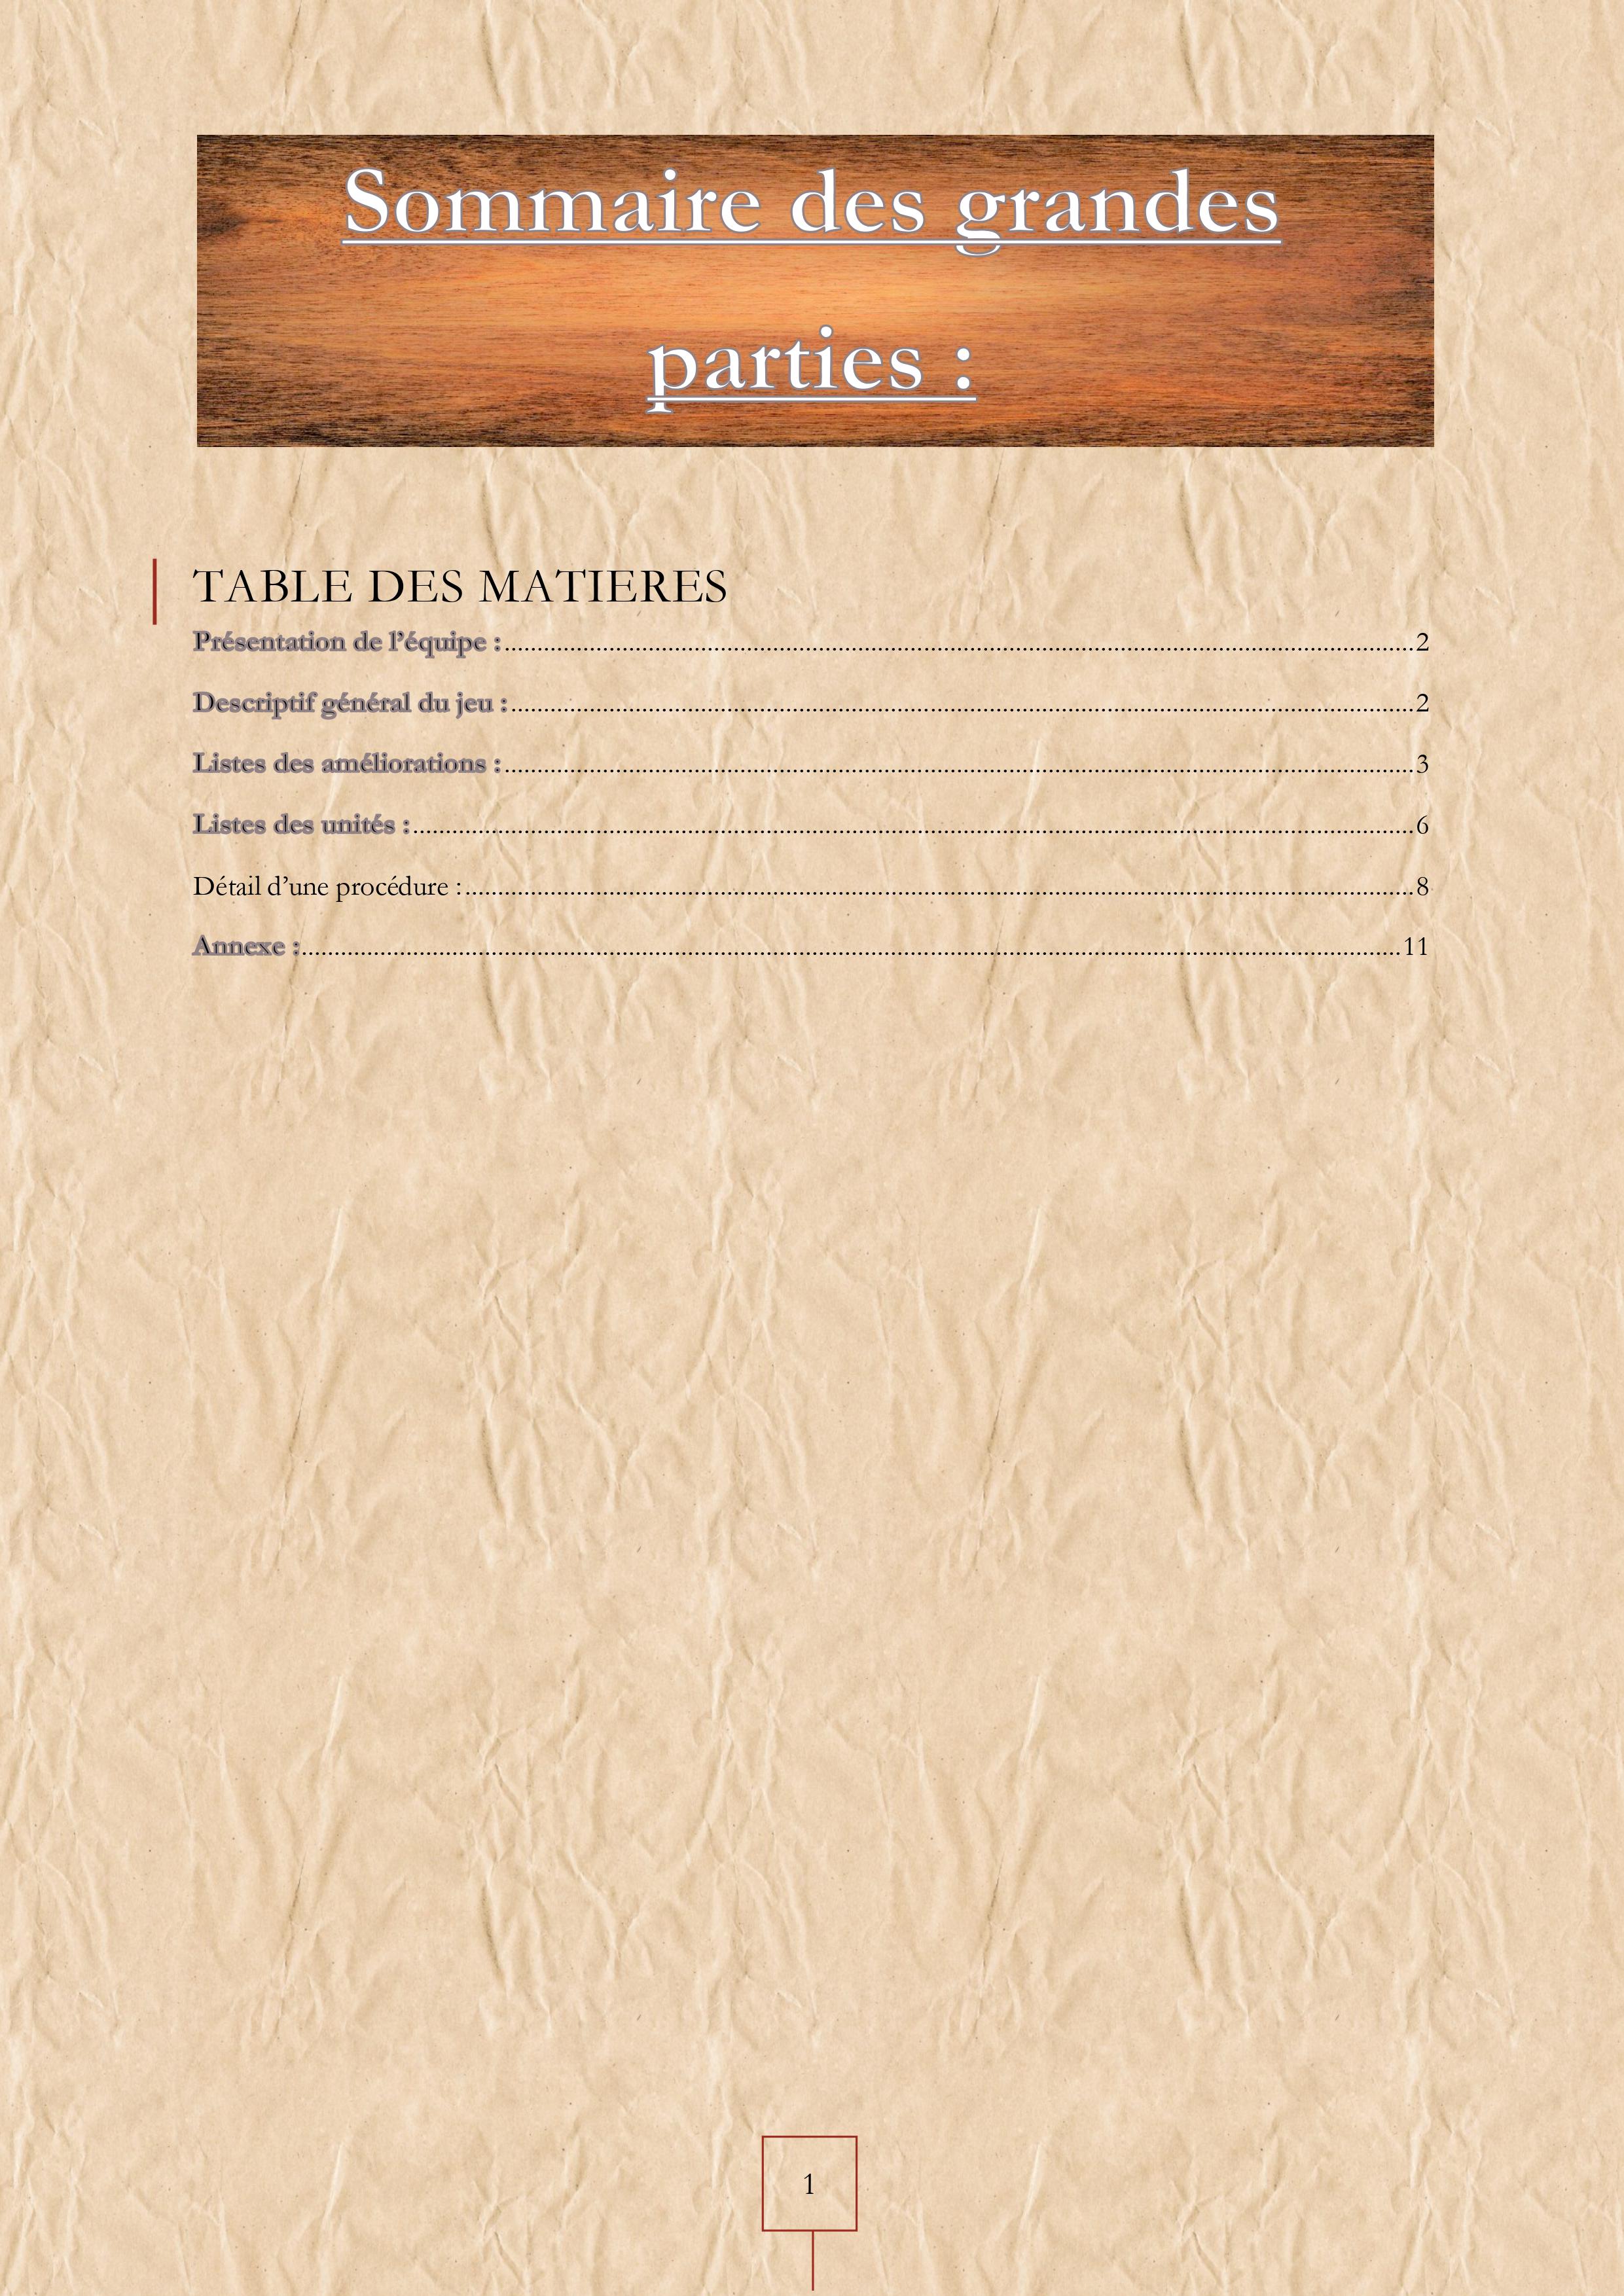 Sommaire des grandes
parties :
TABLE DES MATIERES
Présentation de l’équipe :...............................................................................................................................................2
Descriptif général du jeu :..............................................................................................................................................2
Listes des améliorations :...............................................................................................................................................3
Listes des unités :.............................................................................................................................................................6
Détail d’une procédure :.....................................................................................................................................................8
Annexe :..............................................................................................................................................................................11
1